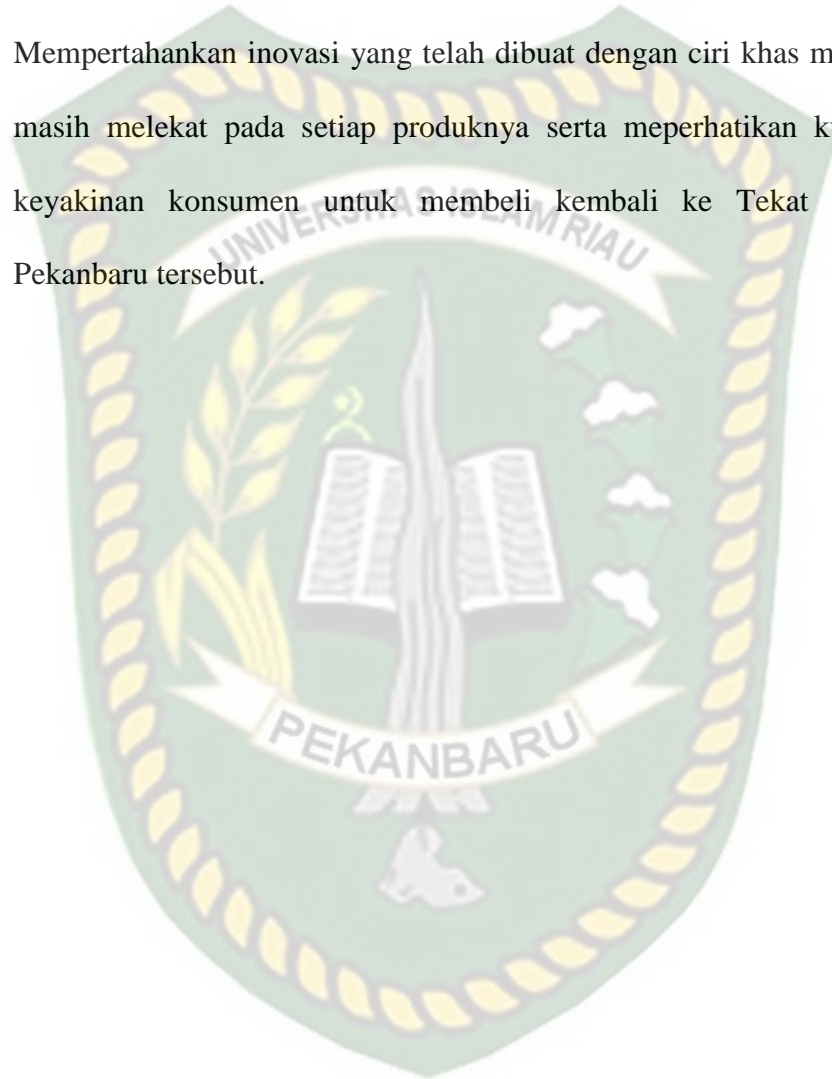 Mempertahankan inovasi yang telah dibuat dengan ciri khas
masih melekat pada setiap produknya serta meperhatikan
keyakinan konsumen untuk membeli kembali ke Tekat
Pekanbaru tersebut.
UNIVERSITAS ISLAM RIAU
PEKANBARU